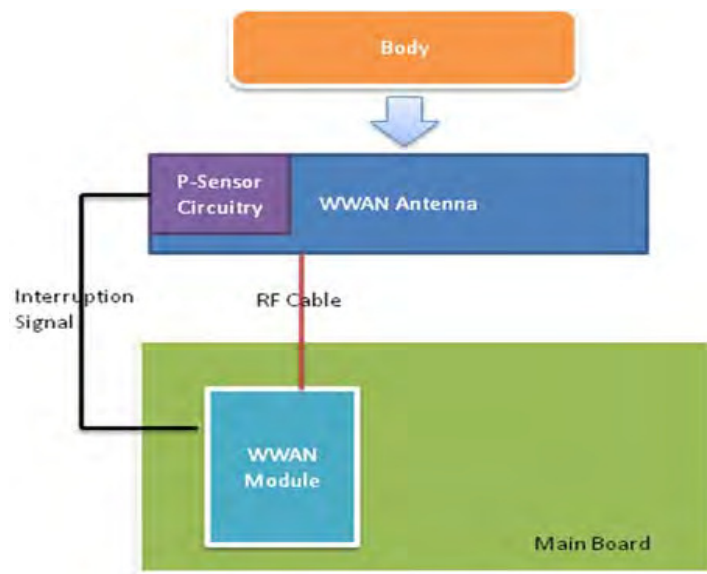 Body
P-Sensor
Circuitry
WWAN Antenna
Interruption
Signal
RF Cable
WWAN
Module
Main Board